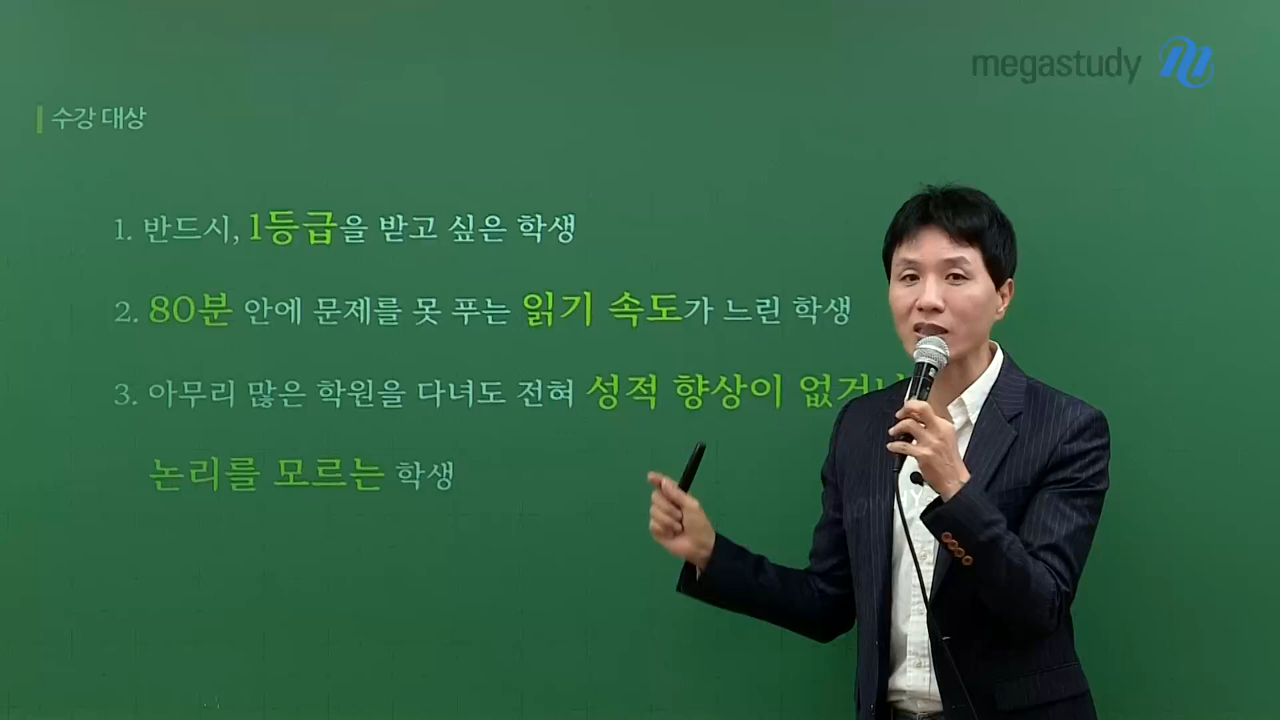 megastudy
수강 대상
1. 반드시, 1등급을 받고 싶은 학생
2. 80분 안에 문제를 못 푸는 읽기 속도가 느린 학생
3. 아무리 많은 학원을 다녀도 전혀 성적 향상이
논리를 모르는 학생